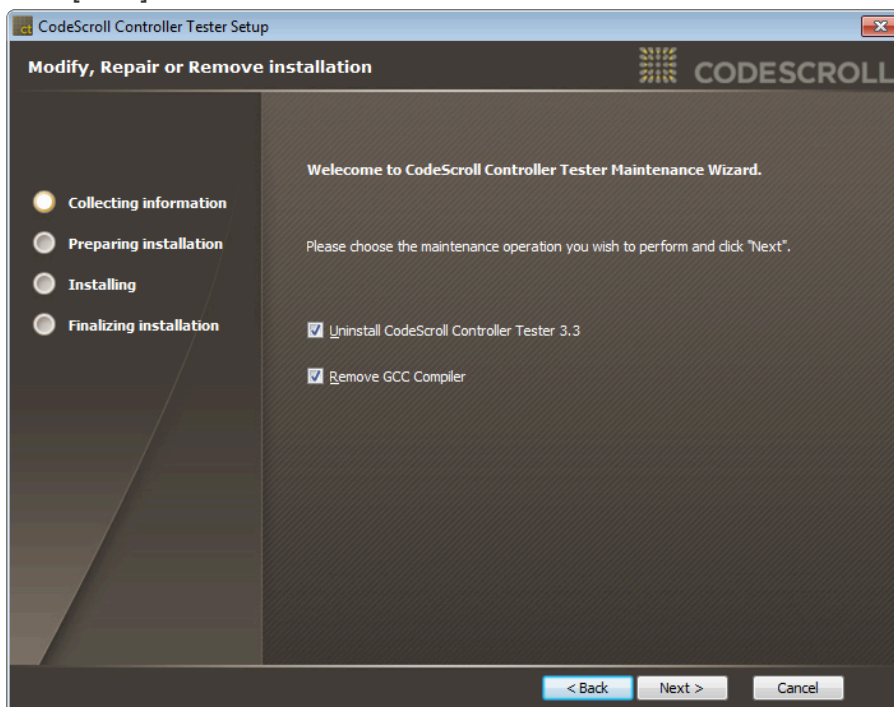 ct CodeScroll Controller Tester Setup
Modify, Repair or Remove installation
CODESCROLL
Welecome to CodeScroll Controller Tester Maintenance Wizard.
Collecting information
Preparing installation
Please choose the maintenance operation you wish to perform and click "Next".
Installing
Finalizing installation
Uninstall CodeScroll Controller Tester 3.3
Remove GCC Compiler
< Back Next > Cancel